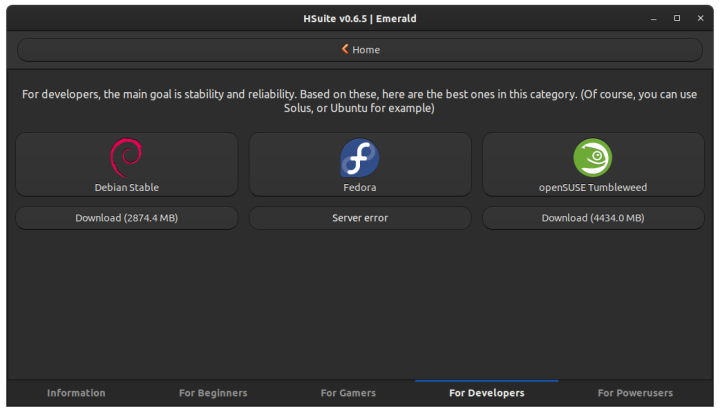 HSuite v0.6.5 | Emerald
Home
For developers, the main goal is stability and reliability. Based on these, here are the best ones in this category. (Of course, you can use
Solus, or Ubuntu for example)
Debian Stable
Fedora
openSUSE Tumbleweed
Download (2874.4 MB)
Server error
Download (4434.0 MB)
Information
For Beginners
For Gamers
For Developers
For Powerusers